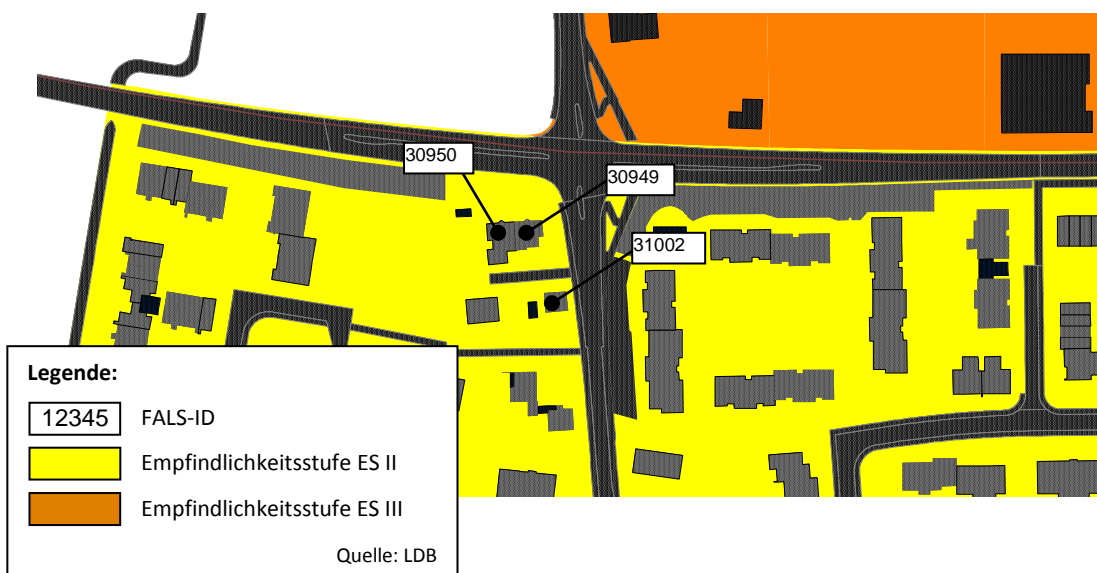 30950
30949
31002
Legende:
12345 FALS-ID
Empfindlichkeitsstufe ES II
Empfindlichkeitsstufe ES III
Quelle: LDB